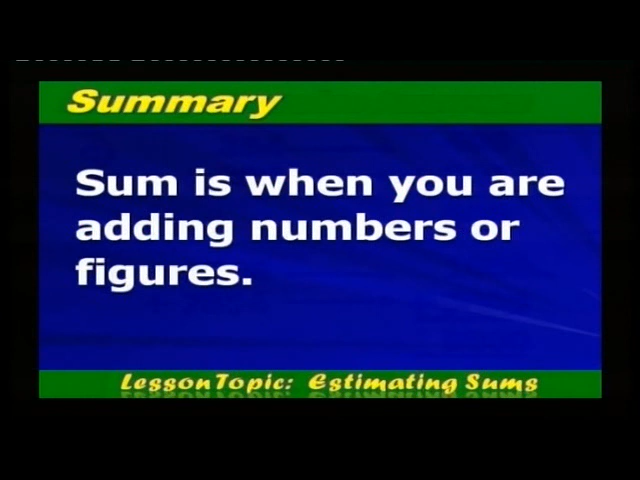 Summary
Sum is when you are
adding numbers or
figures.
Lesson Topic: Estimating Sums